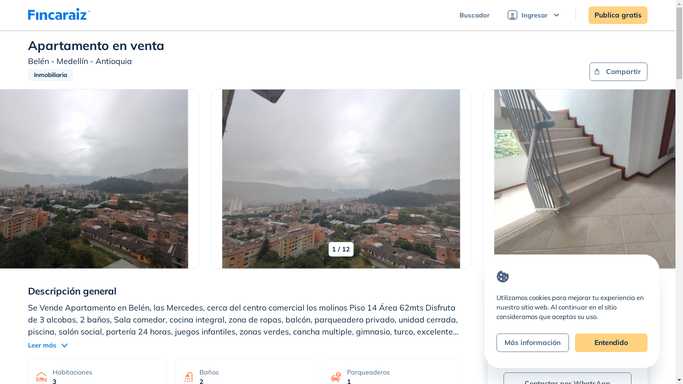 Fincaraiz
Buscador
Ingresar
Publica gratis
Apartamento en venta
Belén - Medellín - Antioquia
Inmobiliaria
Compartir
1 / 12
Descripción general
Se Vende Apartamento en Belén, las Mercedes, cerca del centro comercial los molinos Piso 14 Área 62mts Disfruta
de 3 alcobas, 2 baños, Sala comedor, cocina integral, zona de ropas, balcón, parqueadero privado, unidad cerrada,
piscina, salón social, portería 24 horas, juegos infantiles, zonas verdes, cancha multiple, gimnasio, turco, excelente...
Leer más
Habitaciones
3
Baños
2
Parqueaderos
1
Utilizamos cookies para mejorar tu experiencia en
nuestro sitio web. Al continuar en el sitio
consideramos que aceptas su uso.
Más información
Entendido
Contactar por WhatsApp